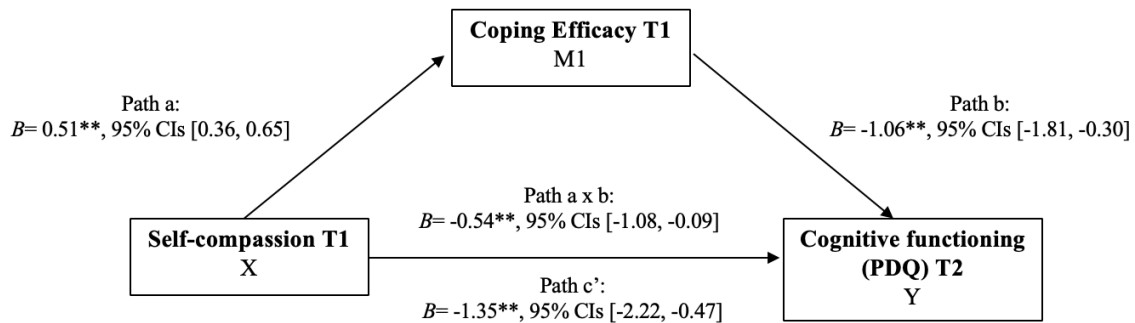 Coping Efficacy T1
M1
Path a:
B= 0.51**, 95% CIs [0.36, 0.65]
Path b:
B= -1.06**, 95% CIs [-1.81, -0.30]
Path a x b:
B= -0.54**, 95% CIs [-1.08, -0.09]
Self-compassion T1
X
Cognitive functioning
(PDQ) T2
Y
Path c’:
B= -1.35**, 95% CIs [-2.22, -0.47]